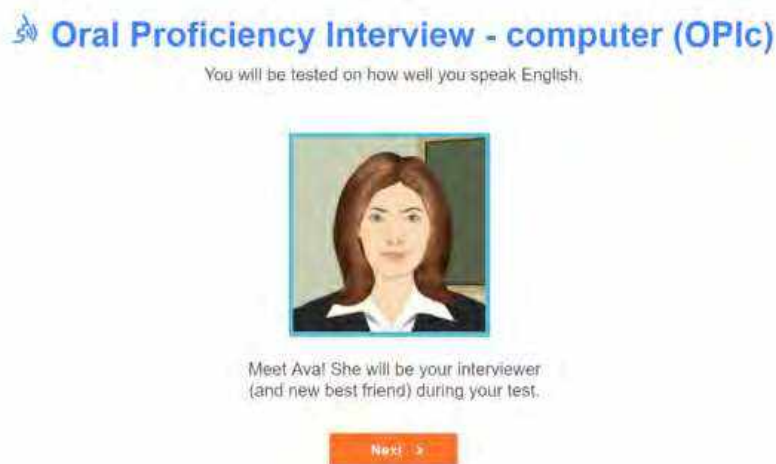 Oral Proficiency Interview - computer (OPIc)
You will be tested on how well you speak English.
Meet Ava! She will be your interviewer
(and new best friend) during your test.
Next >